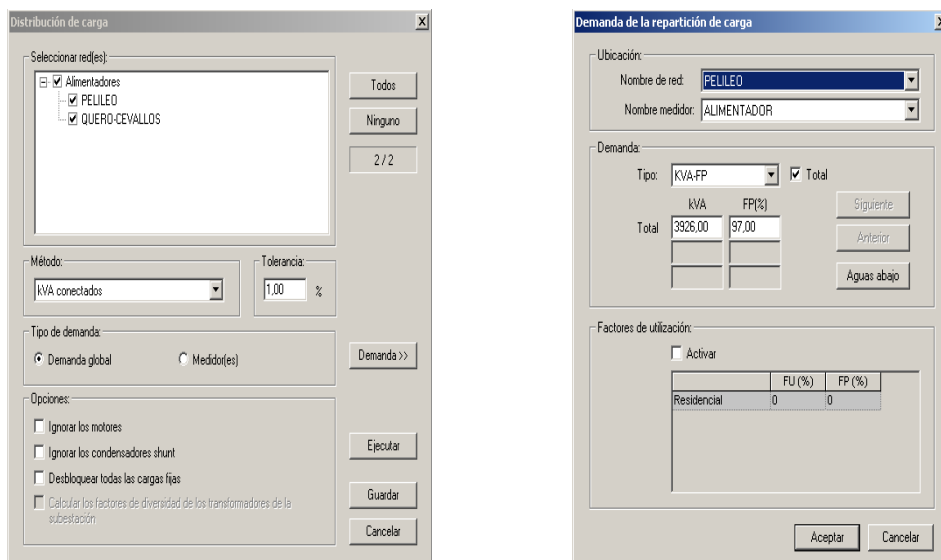 Distribución de carga
Seleccionar red(es):
Alimentadores
PELILEO
QUERO-CEVALLOS
Todos
Ninguno
2 / 2
Método:
kVA conectados
Tolerancia:
1,00 %
Tipo de demanda:
Demanda global Medidor(es)
Demanda >>
Opciones:
Ignorar los motores
Ignorar los condensadores shunt
Desbloquear todas las cargas fijas
Calcular los factores de diversidad de los transformadores de la
subestación
Ejecutar
Guardar
Cancelar
Demanda de la repartición de carga
Ubicación:
Nombre de red: PELILEO
Nombre medidor: ALIMENTADOR
Demanda:
Tipo: KVA-FP Total
kVA FP(%)
Total 3926,00 97,00
Siguiente
Anterior
Aguas abajo
Factores de utilización:
Activar
FU (%) FP (%)
Residencial 0 0
Aceptar Cancelar